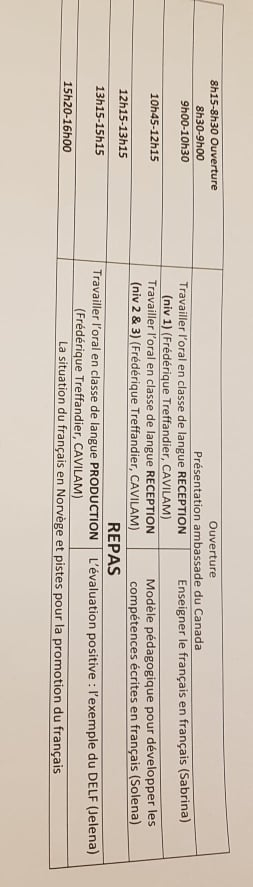 8h15-8h30 Ouverture Ouverture
8h30-9h00 Présentation ambassade du Canada
9h00-10h30 Travailler l'oral en classe de langue RECEPTION Enseigner le français en français (Sabrina)
(niv 1) (Frédérique Treffandier, CAVILAM)
10h45-12h15 Travailler l'oral en classe de langue RECEPTION Modèle pédagogique pour développer les
(niv 2 & 3) (Frédérique Treffandier, CAVILAM) compétences écrites en français (Solena)
12h15-13h15 REPAS
13h15-15h15 Travailler l'oral en classe de langue PRODUCTION L'évaluation positive : l'exemple du DELF (Jelena)
(Frédérique Treffandier, CAVILAM)
15h20-16h00 La situation du français en Norvège et pistes pour la promotion du français